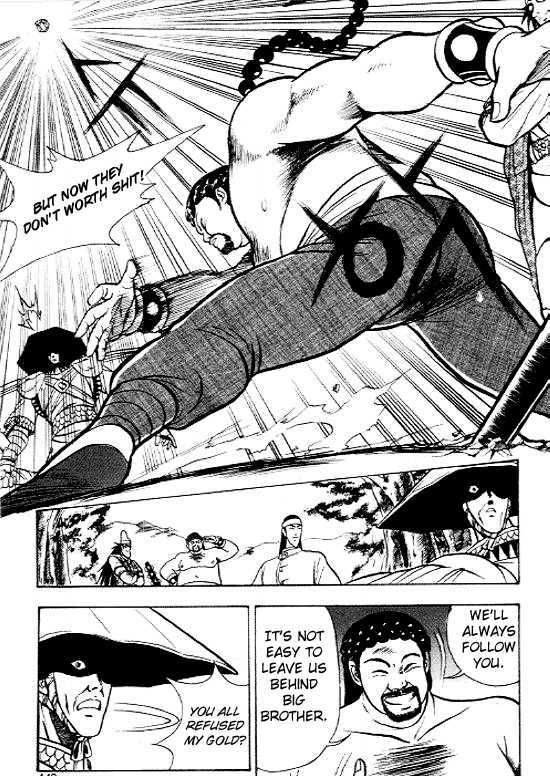 BUT NOW THEY
DON'T WORTH SHIT!
YOU ALL
REFUSED
MY GOLD?
IT'S NOT
EASY TO
LEAVE US
BEHIND
BIG
BROTHER.
WE'LL
ALWAYS
FOLLOW
YOU.